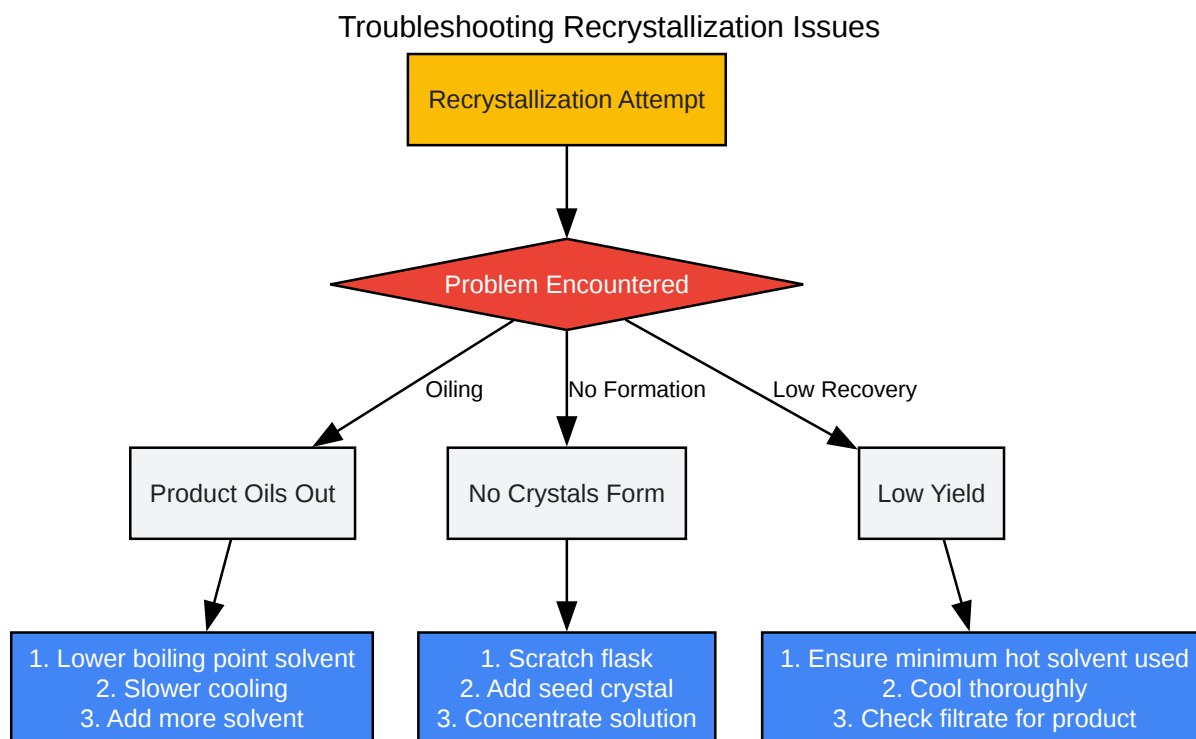 Troubleshooting Recrystallization Issues
Recrystallization Attempt
Problem Encountered
Oiling
No Formation
Low Recovery
Product Oils Out
No Crystals Form
Low Yield
1. Lower boiling point solvent
2. Slower cooling
3. Add more solvent
1. Scratch flask
2. Add seed crystal
3. Concentrate solution
1. Ensure minimum hot solvent used
2. Cool thoroughly
3. Check filtrate for product